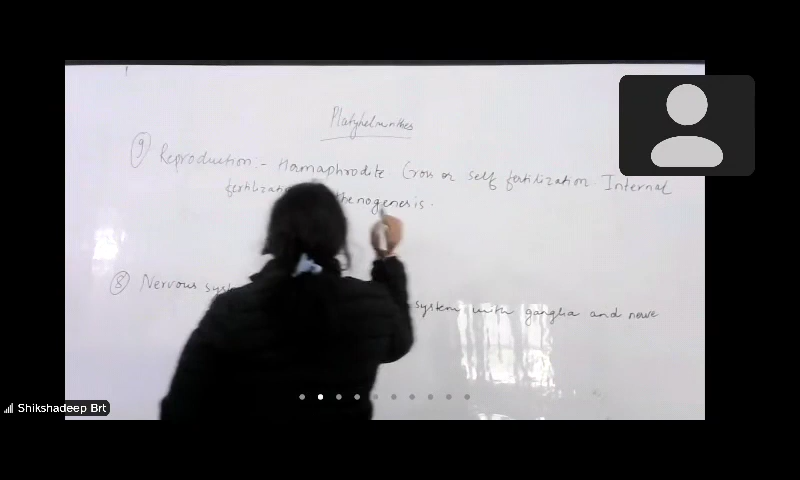 Platyhelminthes
9 Reproduction - Hamaphrodite Cross or self fertilization. Internal
thenogenesis.
8 Nervous sys
system with ganglia and nerve
Shikshadeep Brt